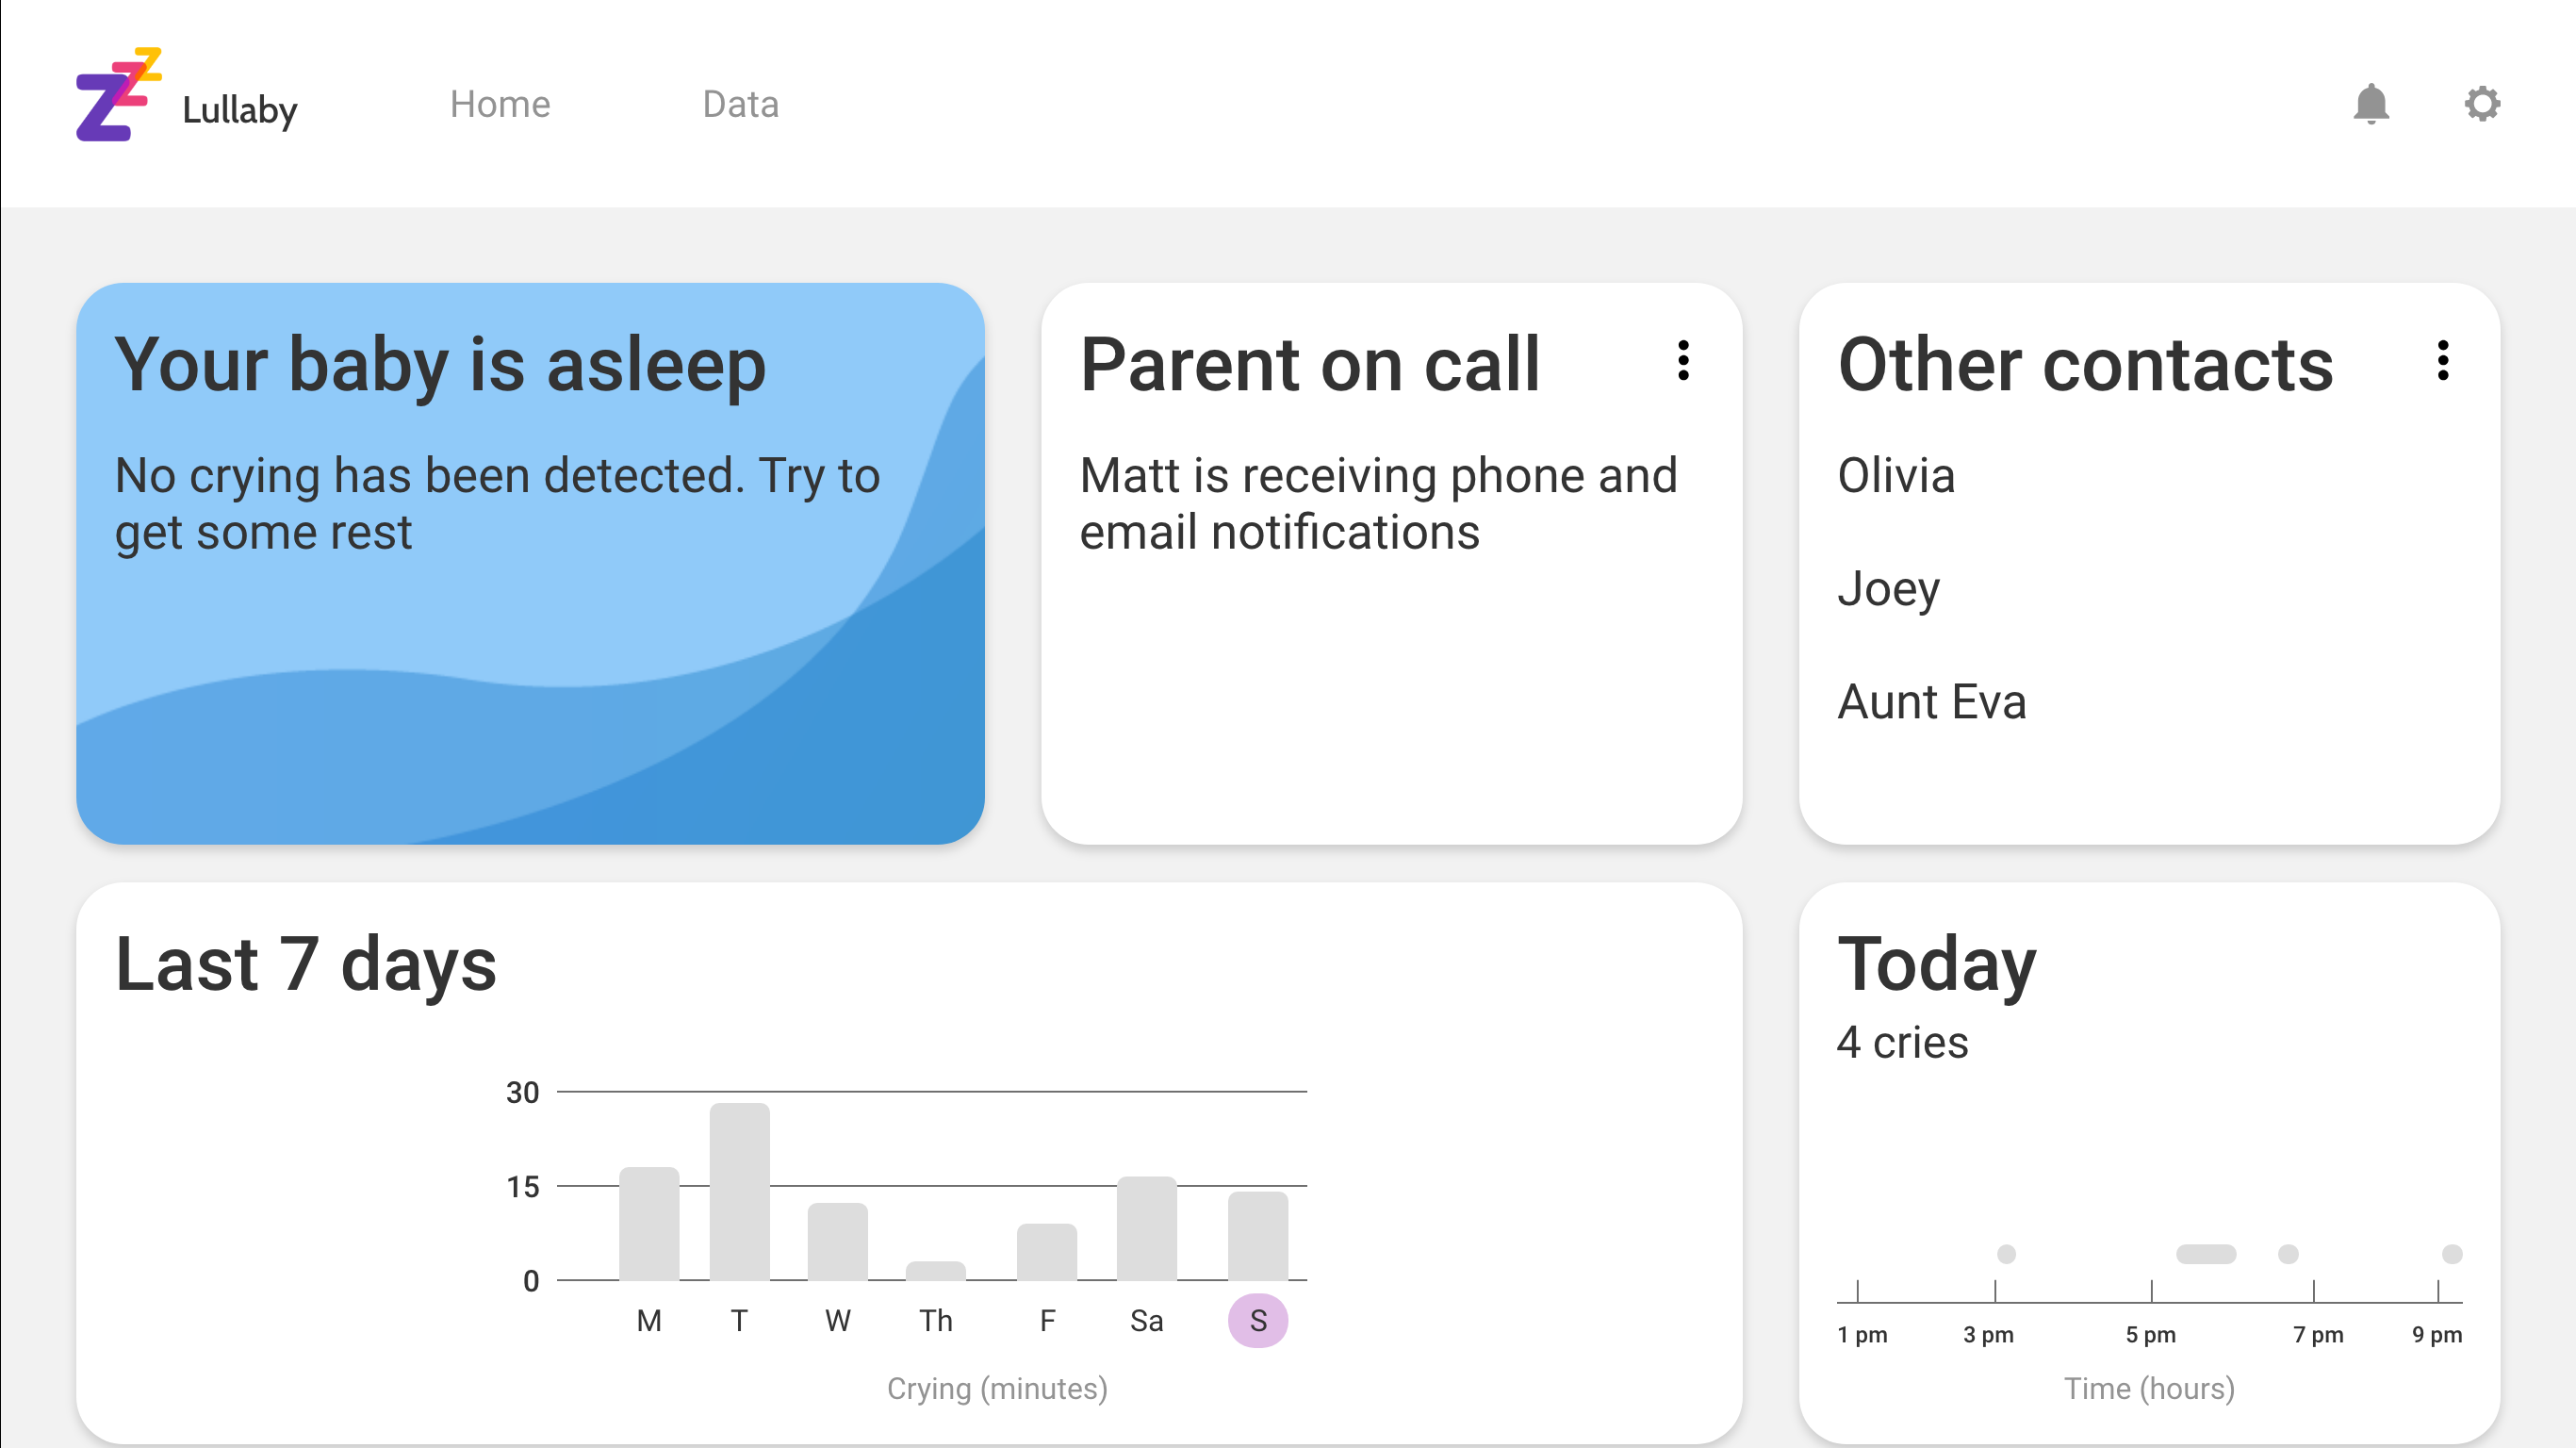 Lullaby
Home
Data
Your baby is asleep
No crying has been detected. Try to
get some rest
Parent on call
Matt is receiving phone and
email notifications
Other contacts
Olivia
Joey
Aunt Eva
Last 7 days
30
15
0
M T W Th F Sa S
Crying (minutes)
Today
4 cries
1 pm 3 pm 5 pm 7 pm 9 pm
Time (hours)